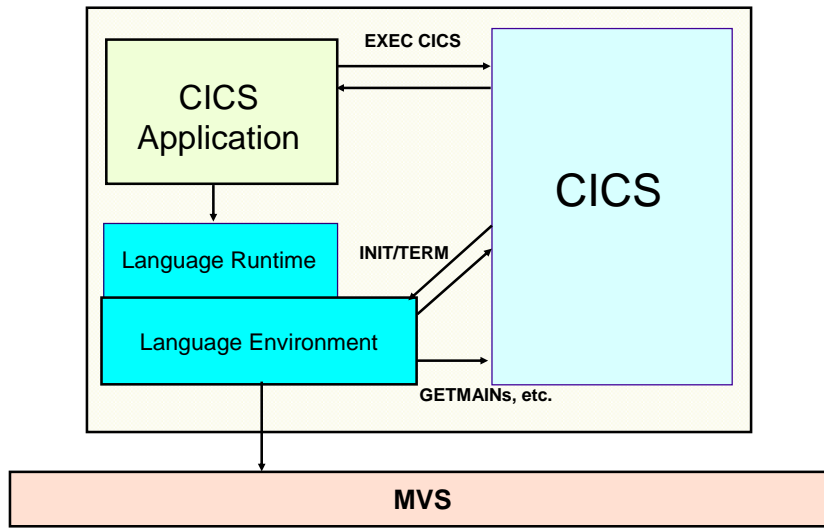 EXEC CICS
CICS
Application
CICS
Language Runtime
INIT/TERM
Language Environment
GETMAINs, etc.
MVS